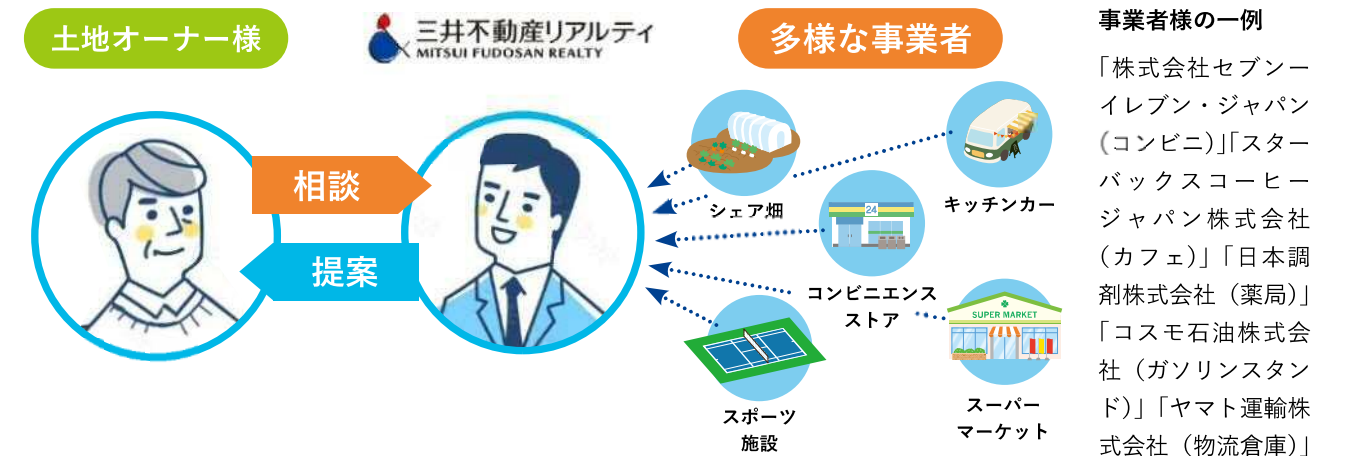 土地オーナー様
三井不動産リアルティ
MITSUI FUDOSAN REALTY
多様な事業者
相談
提案
シェア畑
キッチンカー
24
コンビニエンス
ストア
SUPER MARKET
スポーツ
施設
スーパー
マーケット
事業者様の一例
「株式会社セブンー
イレブン・ジャパン
(コンビニ)」「スター
バックスコーヒー
ジャパン株式会社
(カフェ)」「日本調
剤株式会社（薬局)」
「コスモ石油株式会
社（ガソリンスタン
ド)」「ヤマト運輸株
式会社（物流倉庫)」